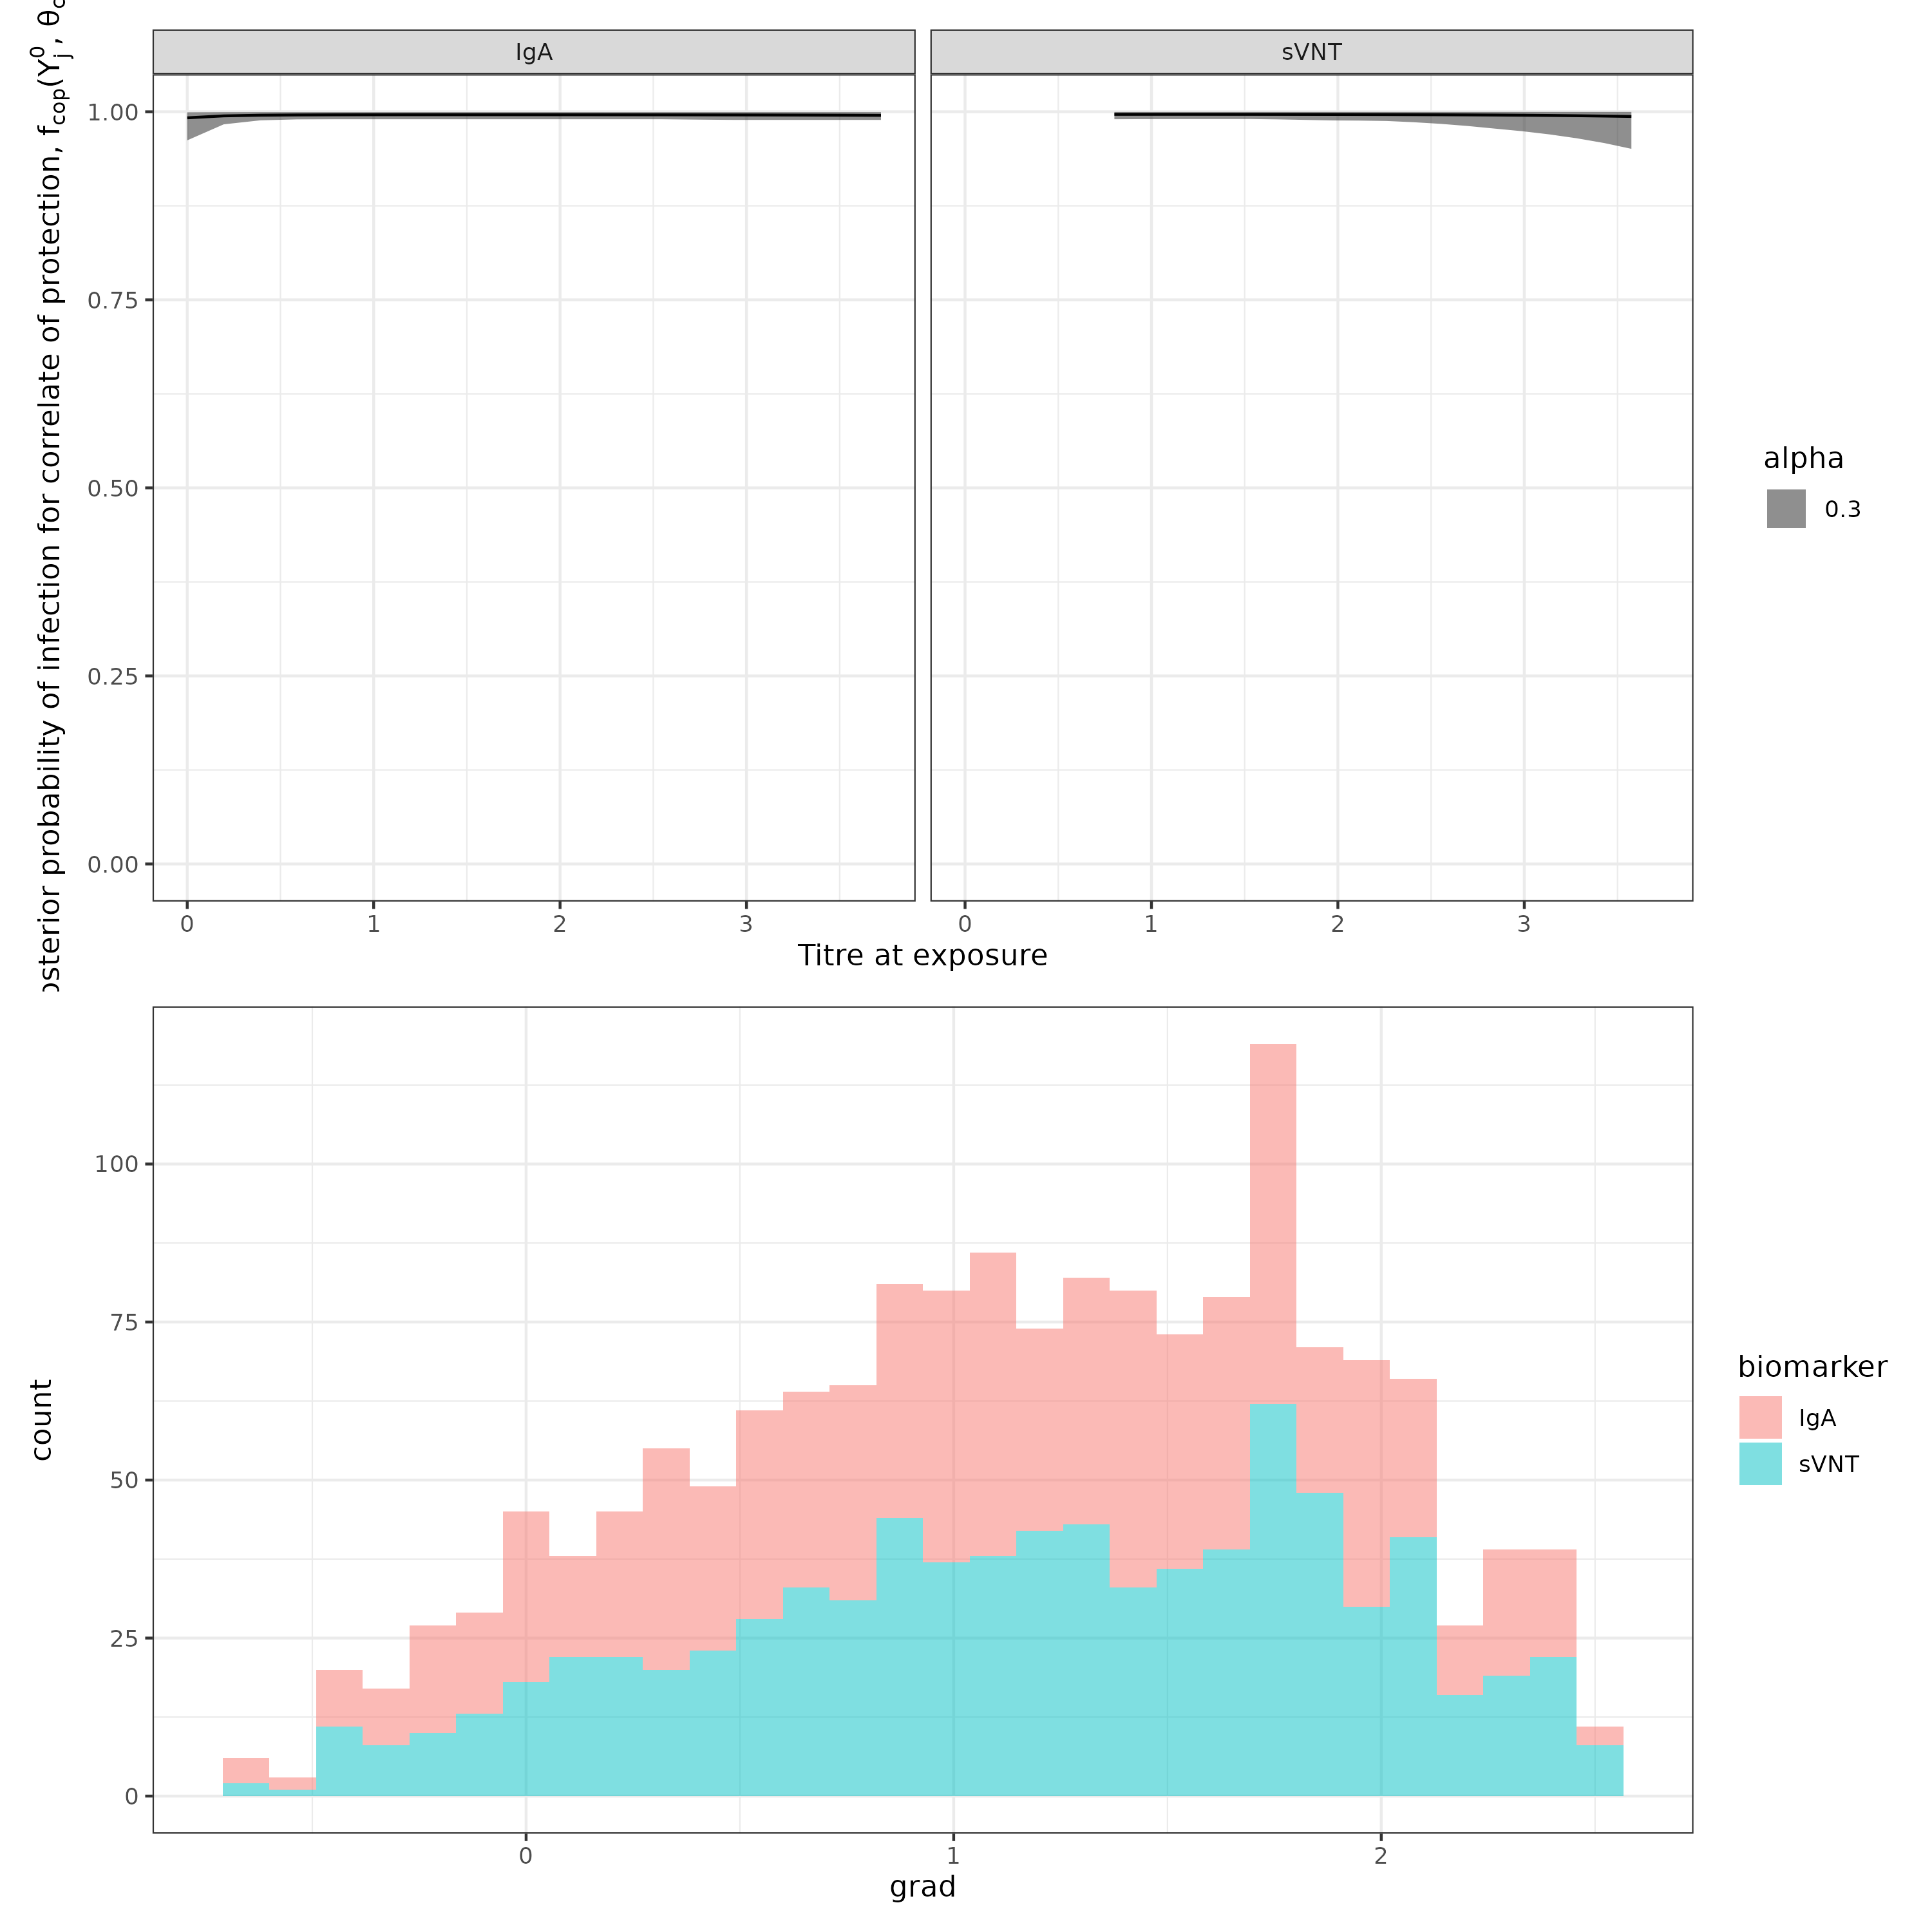 IgA
sVNT
osterior probability of infection for correlate of protection, f_cop(Y_j^0, θ_c
1.00
0.75
0.50
0.25
0.00
0 1 2 3
0 1 2 3
Titre at exposure
alpha
0.3
count
100
75
50
25
0
0 1 2
grad
biomarker
IgA
sVNT